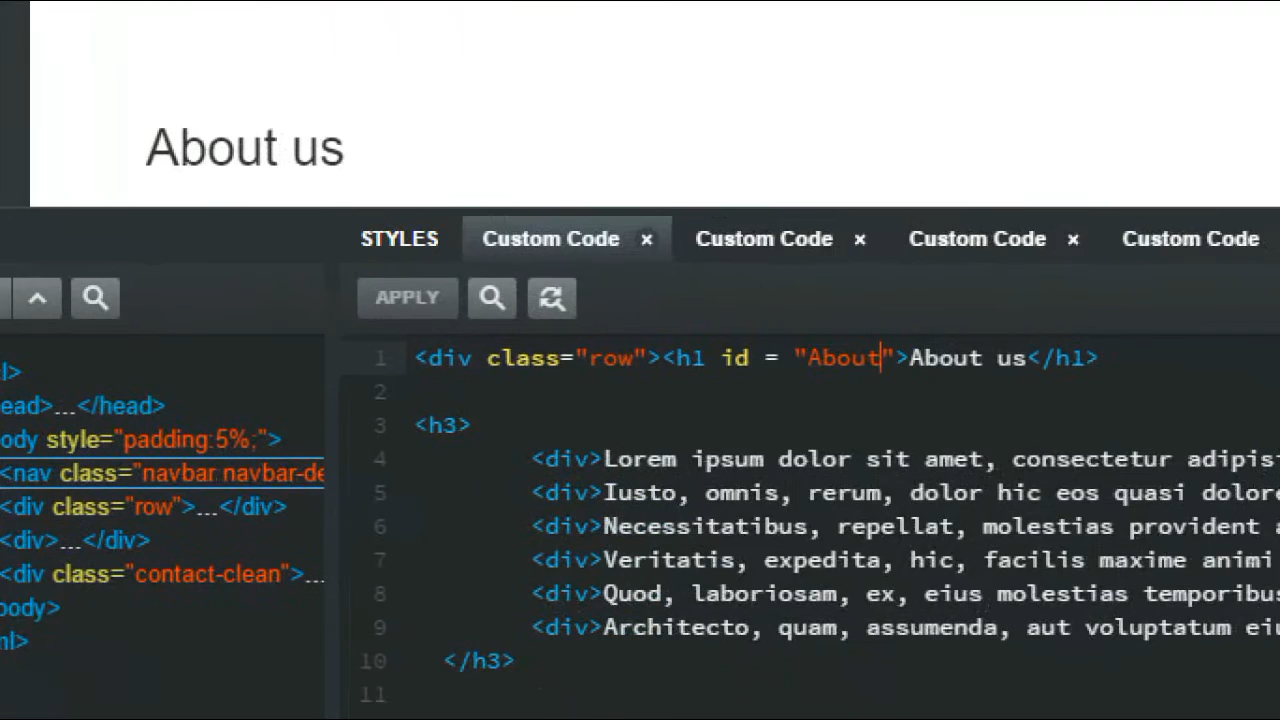 About us
STYLES Custom Code × Custom Code × Custom Code × Custom Code
APPLY
l>
ead>...</head>
ody style="padding:5%;">
<nav class="navbar navbar-de
<div class="row">...</div>
<div>...</div>
<div class="contact-clean">...
body>
ml>
1 <div class="row"><h1 id = "About">About us</h1>
2
3 <h3>
4 <div>Lorem ipsum dolor sit amet, consectetur adipisi
5 <div>Iusto, omnis, rerum, dolor hic eos quasi dolore
6 <div>Necessitatibus, repellat, molestias provident a
7 <div>Veritatis, expedita, hic, facilis maxime animi
8 <div>Quod, laboriosam, ex, eius molestias temporibus
9 <div>Architecto, quam, assumenda, aut voluptatum eiu
10 </h3>
11